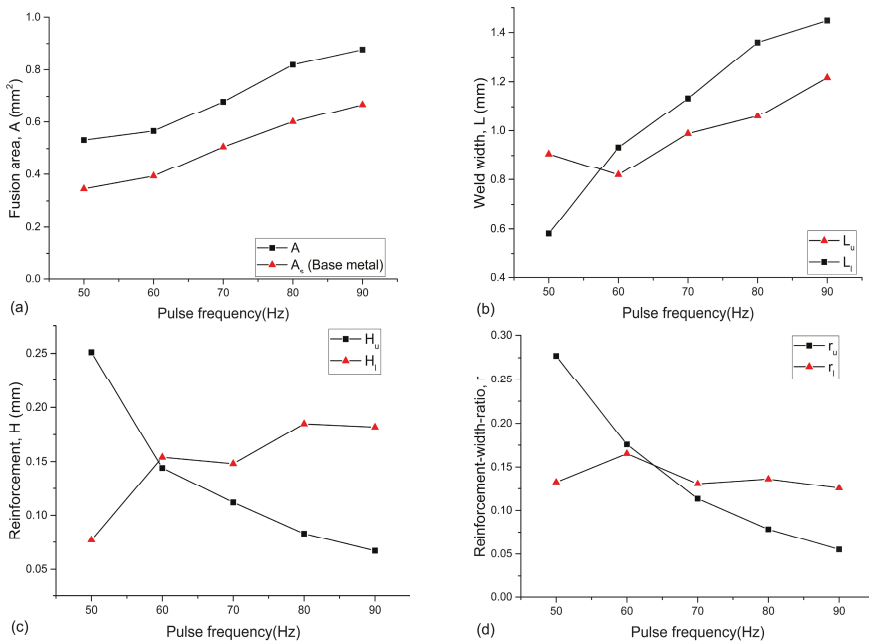 Fusion area, A (mm²)
1.0
0.8
0.6
0.4
0.2
0.0
A
Aₛ (Base metal)
50 60 70 80 90
Pulse frequency(Hz)
(a)
Weld width, L (mm)
1.4
1.2
1.0
0.8
0.6
0.4
Lᵤ
Lₗ
50 60 70 80 90
Pulse frequency(Hz)
(b)
Reinforcement, H (mm)
0.25
0.20
0.15
0.10
0.05
Hᵤ
Hₗ
50 60 70 80 90
Pulse frequency(Hz)
(c)
Reinforcement-width-ratio,
0.30
0.25
0.20
0.15
0.10
0.05
0.00
rᵤ
rₗ
50 60 70 80 90
Pulse frequency(Hz)
(d)